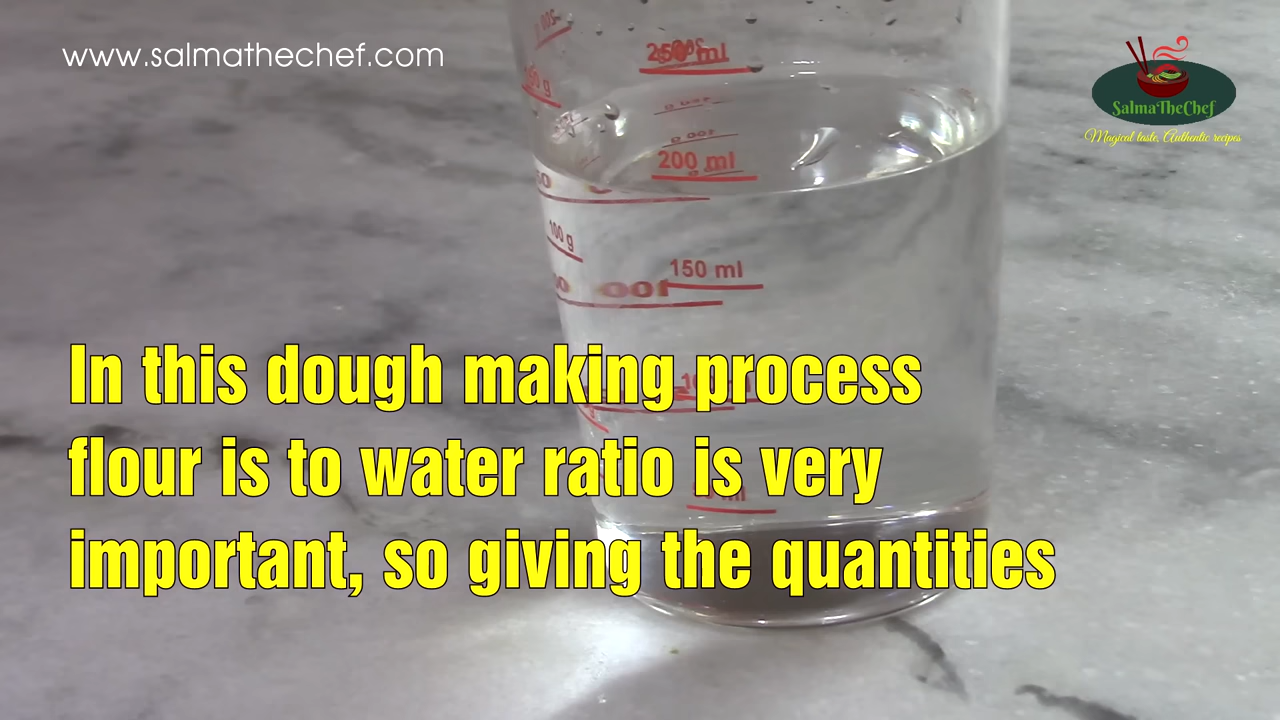 www.salmathechef.com
SalmaTheChef
Magical taste, Authentic recipes
250 ml
200 ml
100 g
150 ml
100
In this dough making process
flour is to water ratio is very
important, so giving the quantities